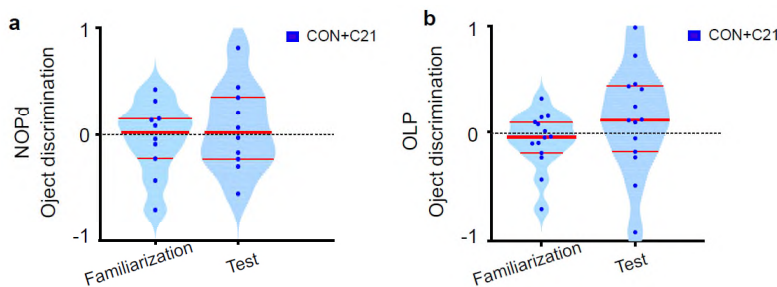 a
CON+C21
NOPd
Oject discrimination
1
0
-1
Familiarization
Test
b
CON+C21
OLP
Oject discrimination
1
0
-1
Familiarization
Test